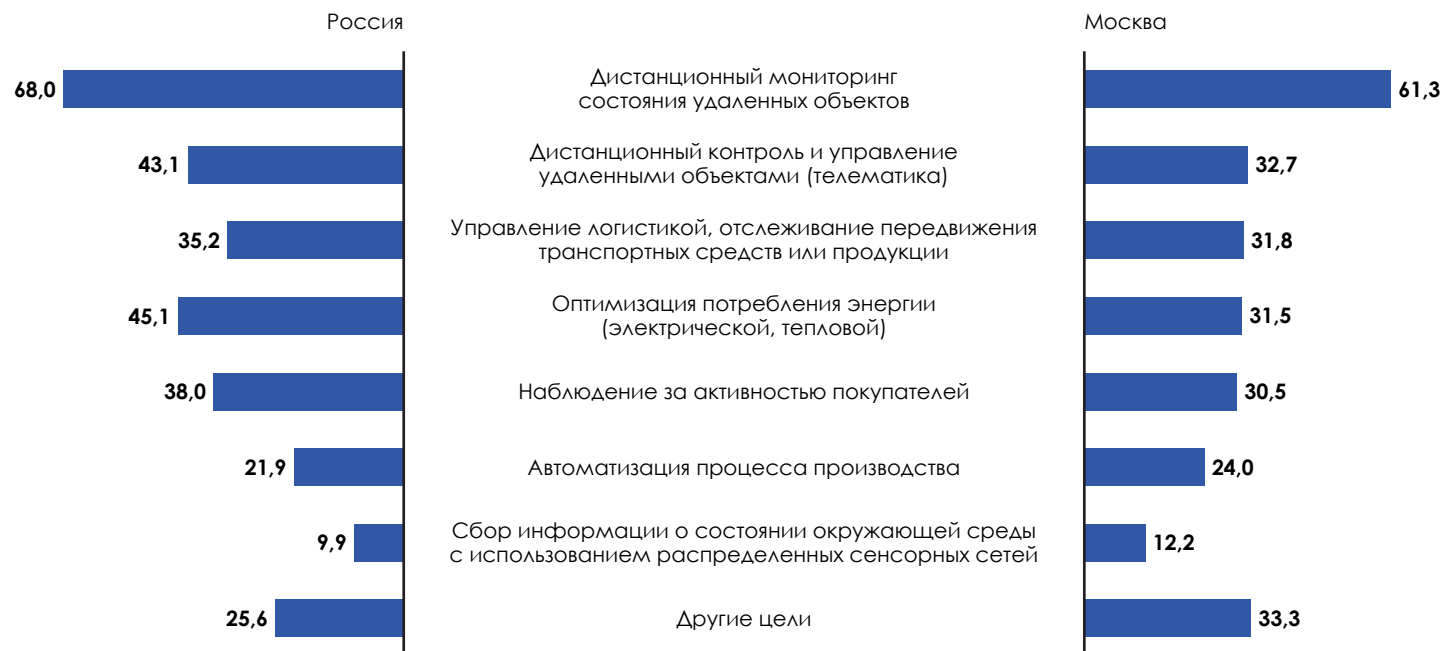 Россия
Москва
68,0
Дистанционный мониторинг
состояния удаленных объектов
61,3
43,1
Дистанционный контроль и управление
удаленными объектами (телематика)
32,7
35,2
Управление логистикой, отслеживание передвижения
транспортных средств или продукции
31,8
45,1
Оптимизация потребления энергии
(электрической, тепловой)
31,5
38,0
Наблюдение за активностью покупателей
30,5
21,9
Автоматизация процесса производства
24,0
9,9
Сбор информации о состоянии окружающей среды
с использованием распределенных сенсорных сетей
12,2
25,6
Другие цели
33,3